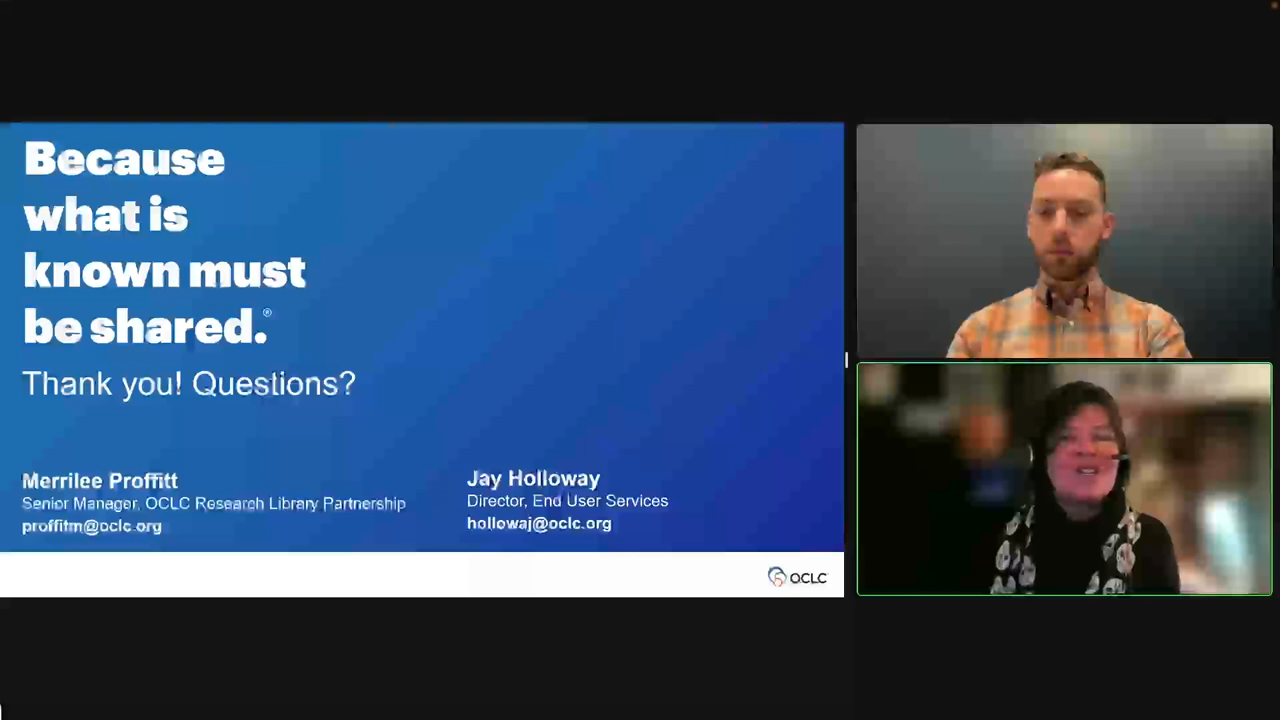 Because
what is
known must
be shared.®
Thank you! Questions?
Merrilee Proffitt
Senior Manager, OCLC Research Library Partnership
proffitm@oclc.org
Jay Holloway
Director, End User Services
hollowaj@oclc.org
OCLC